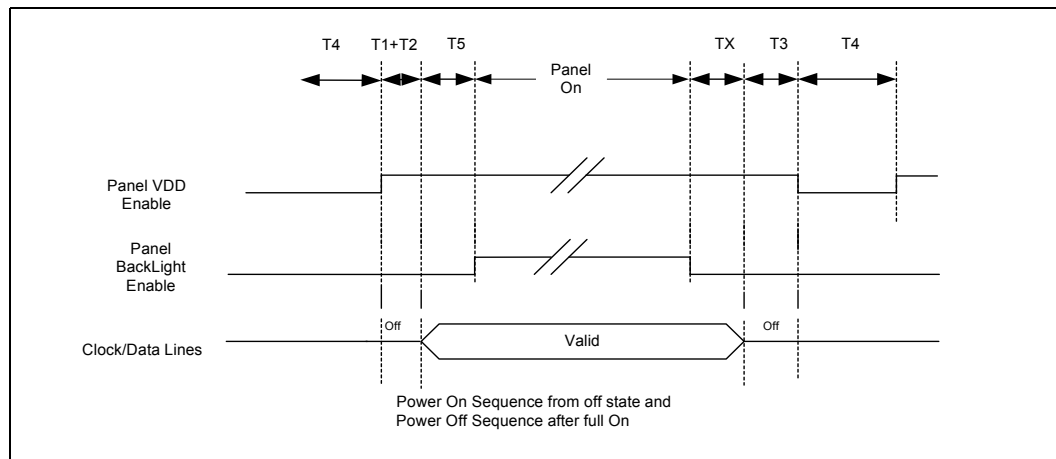 T4 T1+T2 T5 TX T3 T4
Panel
On
Panel VDD
Enable
Panel
BackLight
Enable
Off Off
Clock/Data Lines Valid
Power On Sequence from off state and
Power Off Sequence after full On